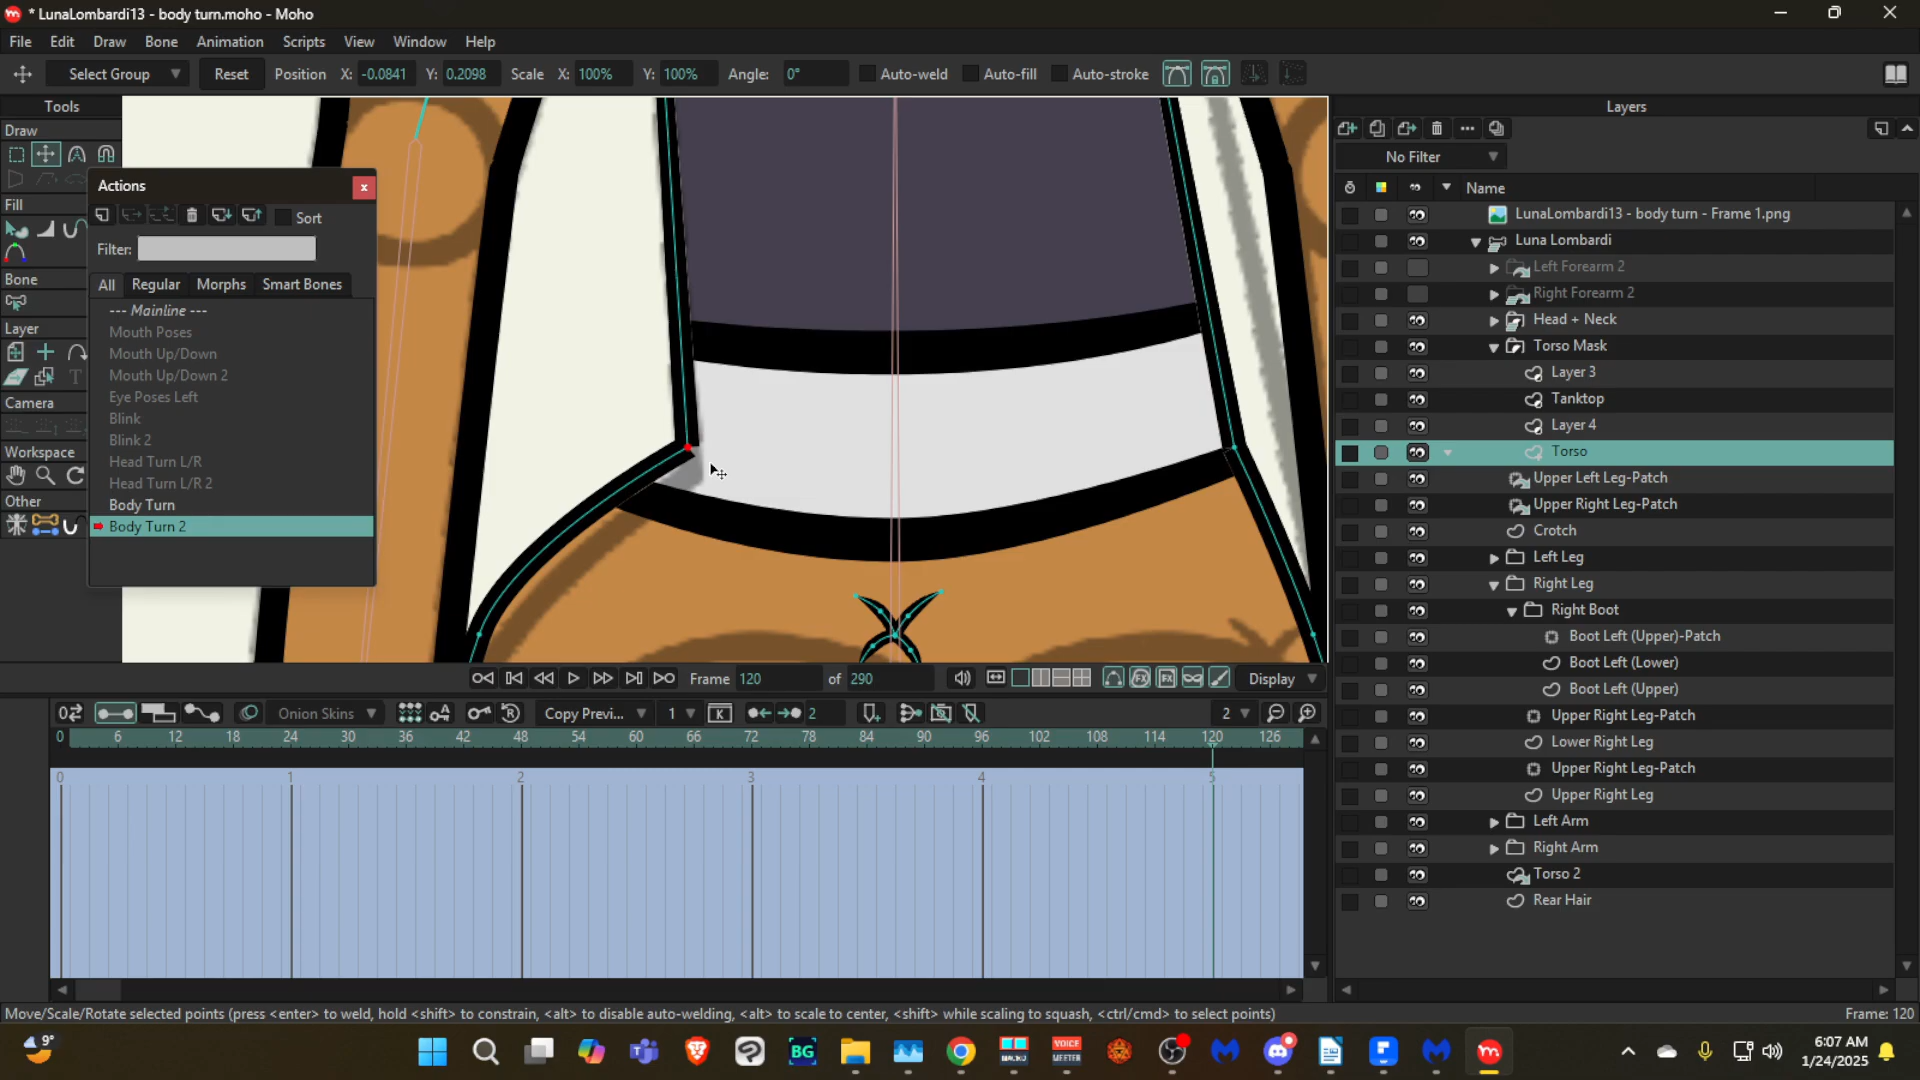 * LunaLombardi13 - body turn.moho - Moho
File Edit Draw Bone Animation Scripts View Window Help
Select Group Reset Position X: -0.0841 Y: 0.2098 Scale X: 100% Y: 100% Angle: 0° Auto-weld Auto-fill Auto-stroke
Tools
Draw
Fill
Bone
Layer
Camera
Workspace
Other
Actions
Sort
Filter:
All Regular Morphs Smart Bones
--- Mainline ---
Mouth Poses
Mouth Up/Down
Mouth Up/Down 2
Eye Poses Left
Blink
Blink 2
Head Turn L/R
Head Turn L/R 2
Body Turn
Body Turn 2
Layers
No Filter
Name
LunaLombardi13 - body turn - Frame 1.png
Luna Lombardi
Left Forearm 2
Right Forearm 2
Head + Neck
Torso Mask
Layer 3
Tanktop
Layer 4
Torso
Upper Left Leg-Patch
Upper Right Leg-Patch
Crotch
Left Leg
Right Leg
Right Boot
Boot Left (Upper)-Patch
Boot Left (Lower)
Boot Left (Upper)
Upper Right Leg-Patch
Lower Right Leg
Upper Right Leg-Patch
Upper Right Leg
Left Arm
Right Arm
Torso 2
Rear Hair
Frame 120 of 290 Display
Onion Skins Copy Previ... 1 2 2
0 6 12 18 24 30 36 42 48 54 60 66 72 78 84 90 96 102 108 114 120 126
0 1 2 3 4 5
Move/Scale/Rotate selected points (press <enter> to weld, hold <shift> to constrain, <alt> to disable auto-welding, <alt> to scale to center, <shift> while scaling to squash, <ctrl/cmd> to select points) Frame: 120
9°
BG
VOICE MEETER
6:07 AM
1/24/2025